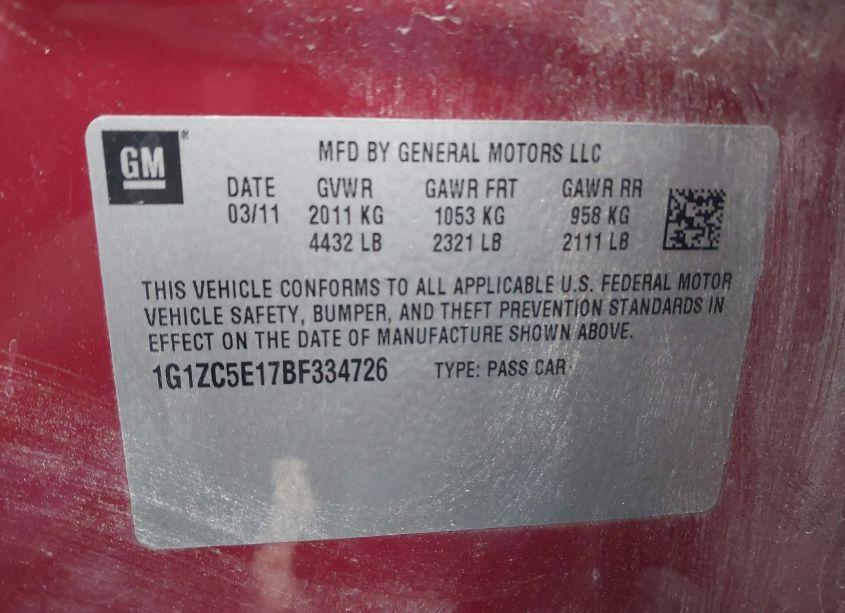 GM®
MFD BY GENERAL MOTORS LLC
DATE GVWR GAWR FRT GAWR RR
03/11 2011 KG 1053 KG 958 KG
4432 LB 2321 LB 2111 LB
THIS VEHICLE CONFORMS TO ALL APPLICABLE U.S. FEDERAL MOTOR
VEHICLE SAFETY, BUMPER, AND THEFT PREVENTION STANDARDS IN
EFFECT ON THE DATE OF MANUFACTURE SHOWN ABOVE.
1G1ZC5E17BF334726 TYPE: PASS CAR